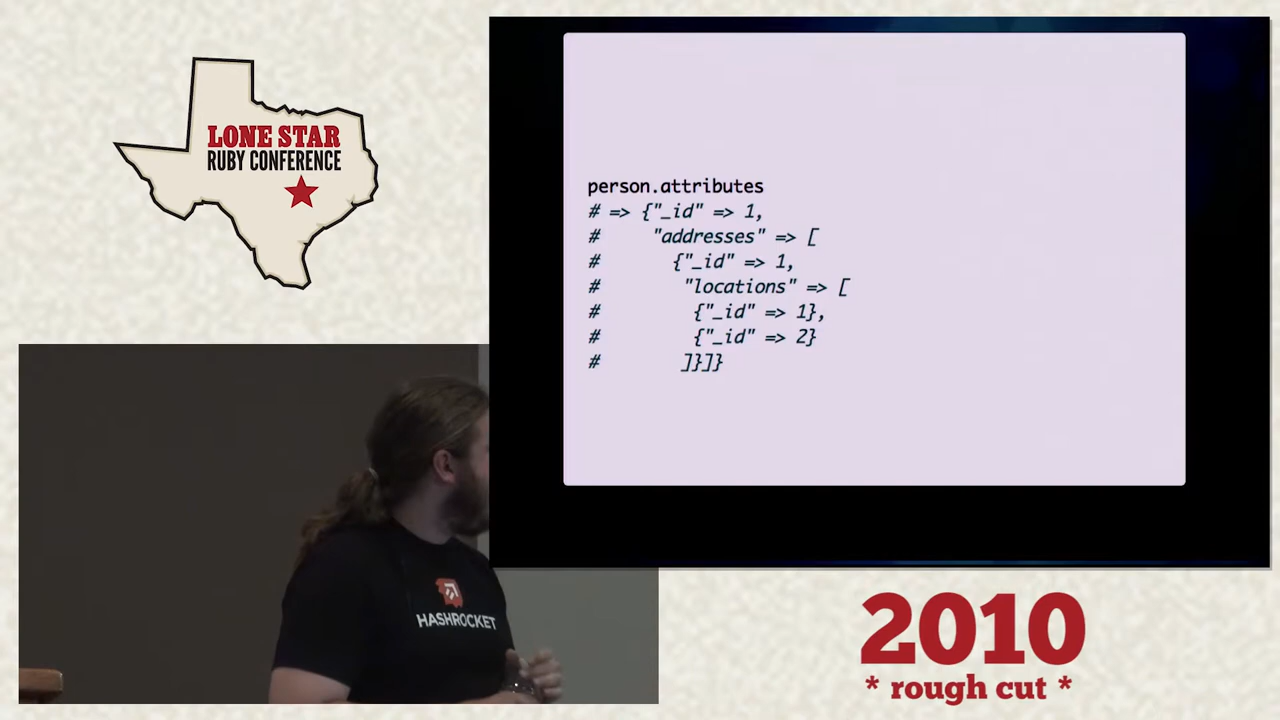 LONE STAR
RUBY CONFERENCE
person.attributes
# => {"_id" => 1,
#     "addresses" => [
#       {"_id" => 1,
#        "locations" => [
#         {"_id" => 1},
#         {"_id" => 2}
#        ]}]}
HASHROCKET
2010
* rough cut *